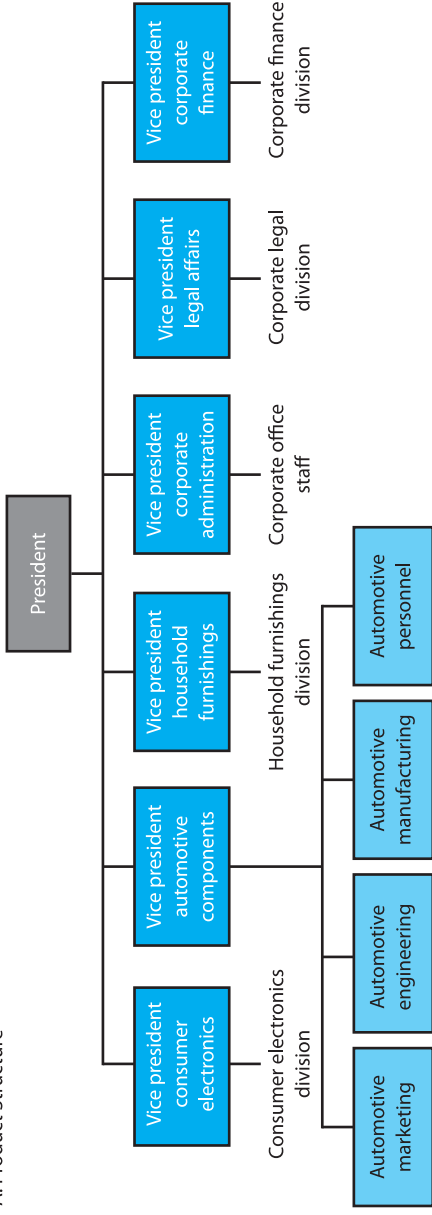 A Product Structure
President
Vice president
consumer
electronics
Vice president
automotive
components
Vice president
household
furnishings
Vice president
corporate
administration
Vice president
legal affairs
Vice president
corporate
finance
Consumer electronics
division
Household furnishings
division
Corporate office
staff
Corporate legal
division
Corporate finance
division
Automotive
marketing
Automotive
engineering
Automotive
manufacturing
Automotive
personnel